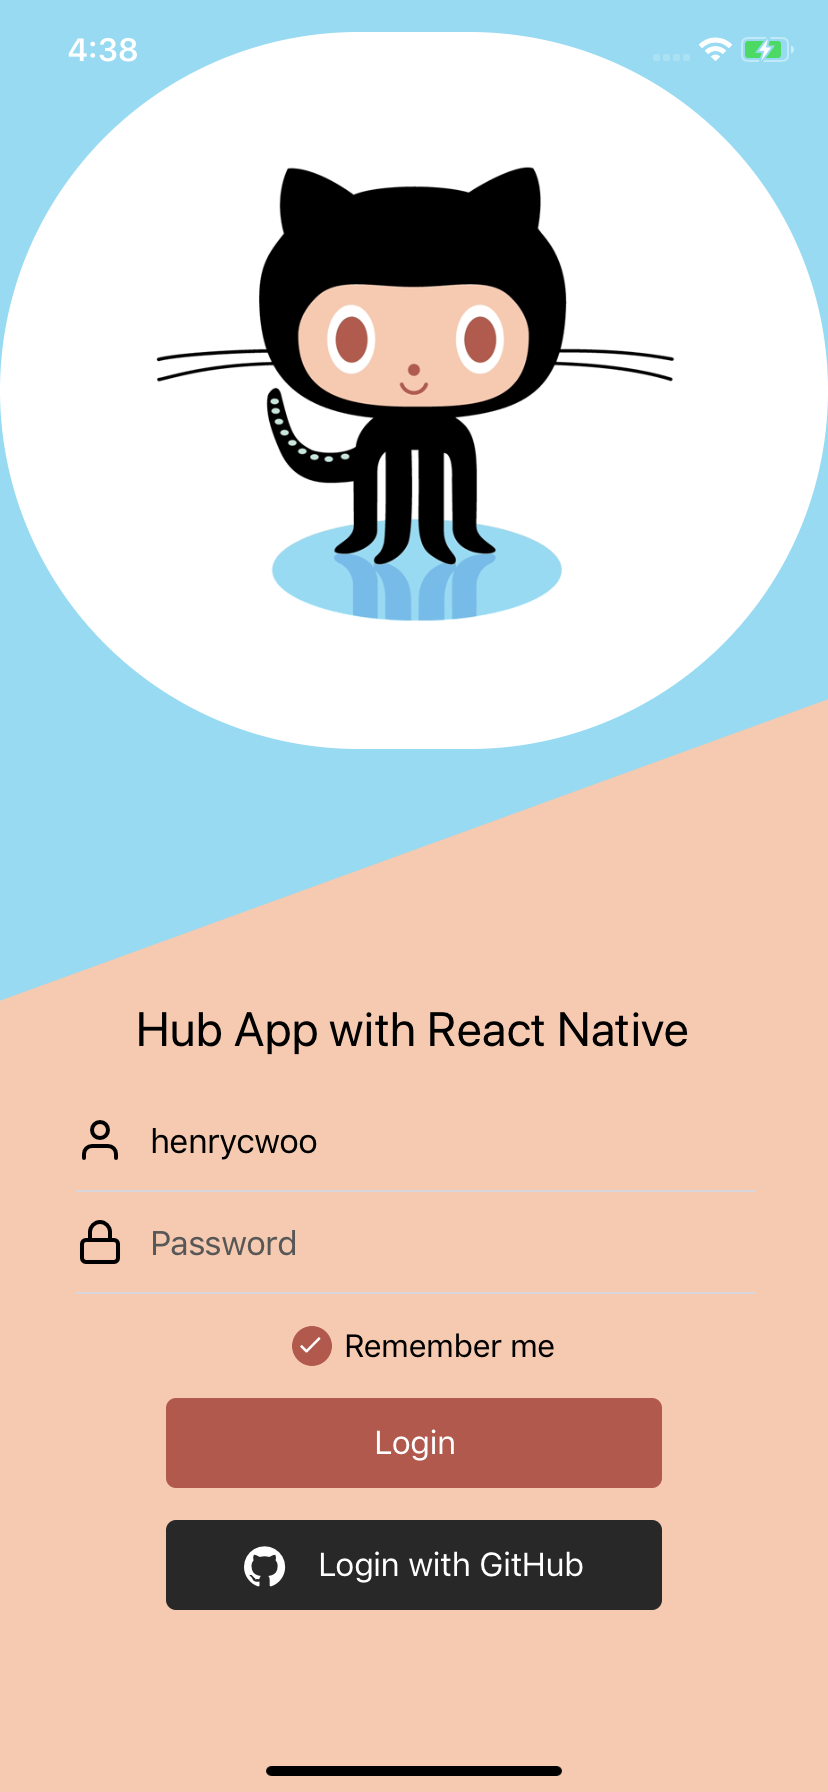 4:38
Hub App with React Native
henrycwoo
Password
Remember me
Login
Login with GitHub